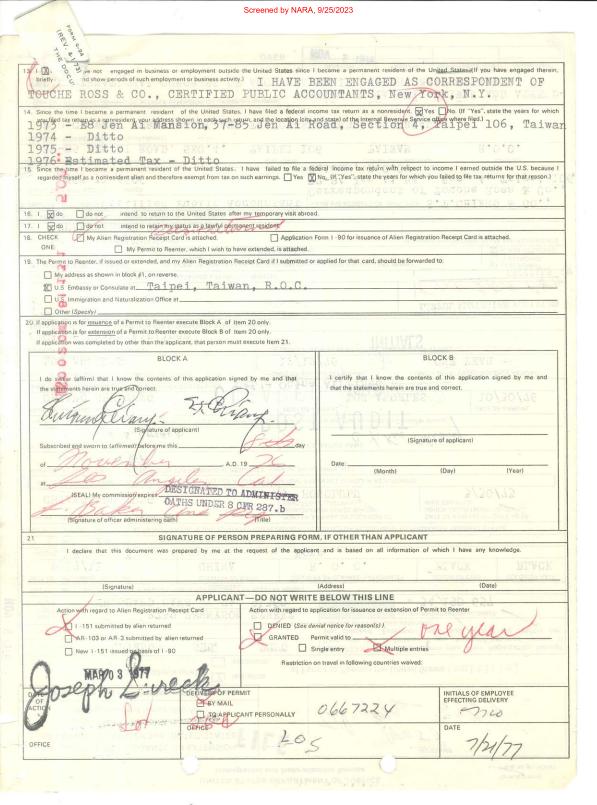 Screened by NARA, 9/25/2023
13. I engaged in business or employment outside the United States since I became a permanent resident of the United States. (If you have engaged therein,
briefly show periods of such employment or business activity.) I HAVE BEEN ENGAGED AS CORRESPONDENT OF
TOUCHE ROSS & CO., CERTIFIED PUBLIC ACCOUNTANTS, New York, N.Y.
14. Since the time I became a permanent resident of the United States, I have filed a federal income tax return as a nonresident. Yes No. (If "Yes", state the years for which
you filed tax return as a nonresident, your address shown in each such return, and the location (city and state) of the Internal Revenue Service office where filed.)
1973 - E8 Jen Ai Mansion, 37-85 Jen Ai Road, Section 4, Taipei 106, Taiwan
1974 - Ditto
1975 - Ditto
1976 Estimated Tax - Ditto
15. Since the time I became a permanent resident of the United States, I have failed to file a federal income tax return with respect to income I earned outside the U.S. because I
regarded myself as a nonresident alien and therefore exempt from tax on such earnings. Yes No. (If "Yes", state the years for which you failed to file tax returns for that reason.)
16. I do do not intend to return to the United States after my temporary visit abroad.
17. I do do not intend to retain my status as a lawful permanent resident.
18. CHECK ONE My Alien Registration Receipt Card is attached. Application Form I-90 for issuance of Alien Registration Receipt Card is attached.
My Permit to Reenter, which I wish to have extended, is attached.
19. The Permit to Reenter, if issued or extended, and my Alien Registration Receipt Card if I submitted or applied for that card, should be forwarded to:
My address as shown in block #1, on reverse.
U.S. Embassy or Consulate at Taipei, Taiwan, R.O.C.
U.S. Immigration and Naturalization Office at
Other (Specify)
20. If application is for issuance of a Permit to Reenter execute Block A of Item 20 only.
If application is for extension of a Permit to Reenter execute Block B of Item 20 only.
If application was completed by other than the applicant, that person must execute Item 21.
BLOCK A
I do swear (affirm) that I know the contents of this application signed by me and that
the statements herein are true and correct.
(Signature of applicant)
Subscribed and sworn to (affirmed) before me this day
of November A.D. 19 76
at Los Angeles Cal
(SEAL) My commission expires DESIGNATED TO ADMINISTER
OATHS UNDER 8 CFR 287.b
L. Baker
(Signature of officer administering oath) (Title)
BLOCK B
I certify that I know the contents of this application signed by me and
that the statements herein are true and correct.
(Signature of applicant)
Date:
(Month) (Day) (Year)
21. SIGNATURE OF PERSON PREPARING FORM, IF OTHER THAN APPLICANT
I declare that this document was prepared by me at the request of the applicant and is based on all information of which I have any knowledge.
(Signature) (Address) (Date)
APPLICANT—DO NOT WRITE BELOW THIS LINE
Action with regard to Alien Registration Receipt Card
I-151 submitted by alien returned
AR-103 or AR-3 submitted by alien returned
New I-151 issued on basis of I-90
Action with regard to application for issuance or extension of Permit to Reenter
DENIED (See denial notice for reason(s).)
GRANTED Permit valid to one year
Single entry Multiple entries
Restriction on travel in following countries waived:
MAR 03 1977
Joseph Sureck
DATE OF ACTION
OFFICE
DELIVERY OF PERMIT
BY MAIL
TO APPLICANT PERSONALLY
0667224
INITIALS OF EMPLOYEE
EFFECTING DELIVERY
OFFICE
LOS
DATE
7/21/77